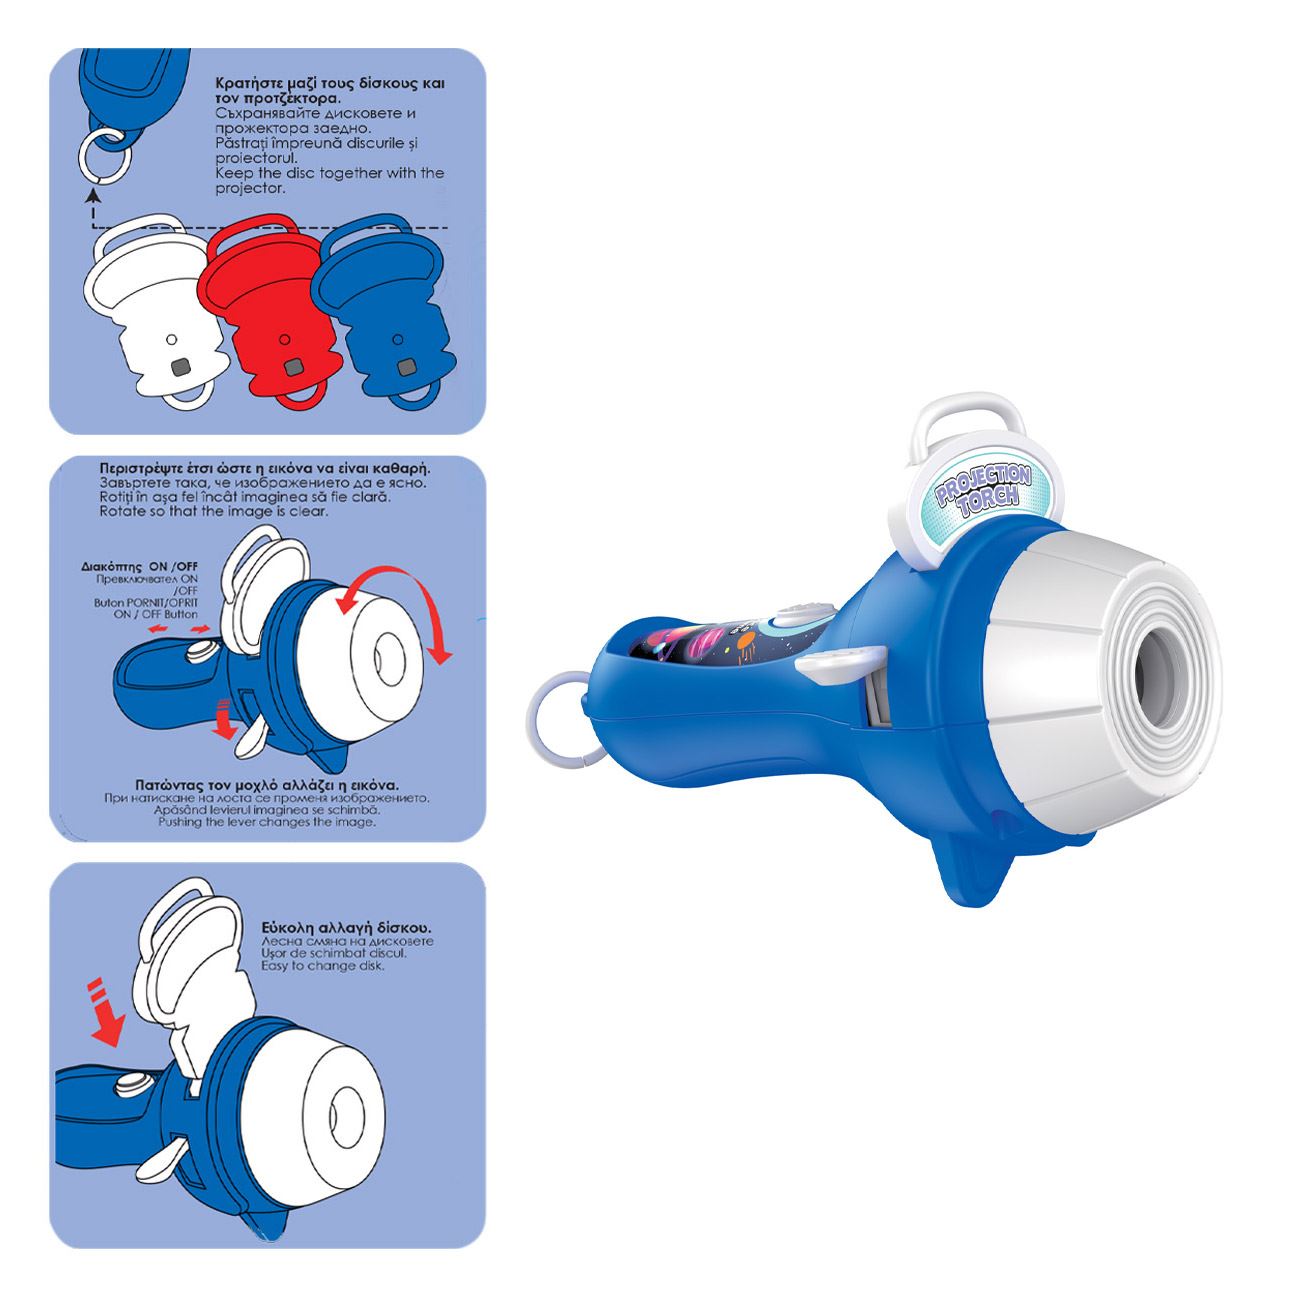 Κρατήστε μαζί τους δίσκους και
τον προτζέκτορα.
Съхранявайте дисковете и
прожектора заедно.
Păstrați împreună discurile și
proiectorul.
Keep the disc together with the
projector.
Περιστρέψτε έτσι ώστε η εικόνα να είναι καθαρή.
Завъртете така, че изображението да е ясно.
Rotiți în așa fel încât imaginea să fie clară.
Rotate so that the image is clear.
Διακόπτης ON /OFF
Превключвател ON
/OFF
Buton PORNIT/OPRIT
ON / OFF Button
Πατώντας τον μοχλό αλλάζει η εικόνα.
При натискане на лоста се променя изображението.
Apăsând levierul imaginea se schimbă.
Pushing the lever changes the image.
Εύκολη αλλαγή δίσκου.
Лесна смяна на дисковете
Ușor de schimbat discul.
Easy to change disk.
PROJECTION
TORCH